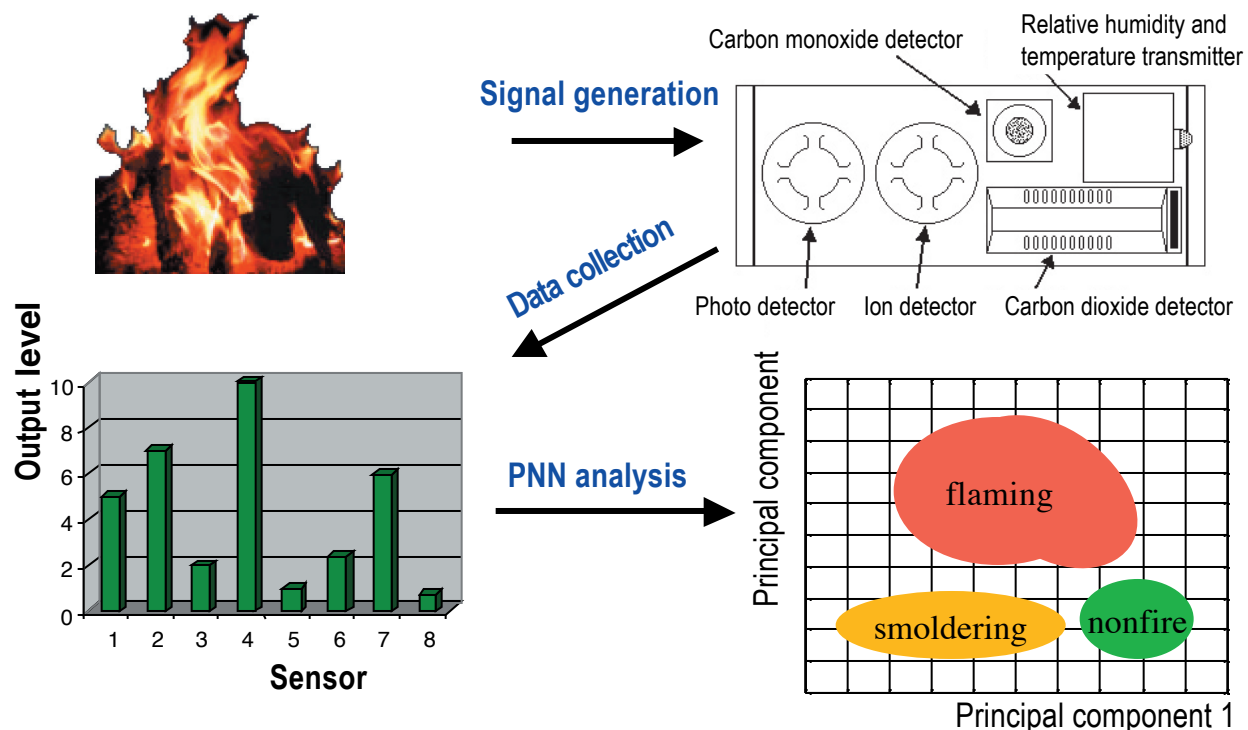 Carbon monoxide detector
Relative humidity and
temperature transmitter
Signal generation
Data collection
Photo detector
Ion detector
Carbon dioxide detector
Output level
10
8
6
4
2
0
1 2 3 4 5 6 7 8
Sensor
PNN analysis
Principal component
flaming
smoldering
nonfire
Principal component 1